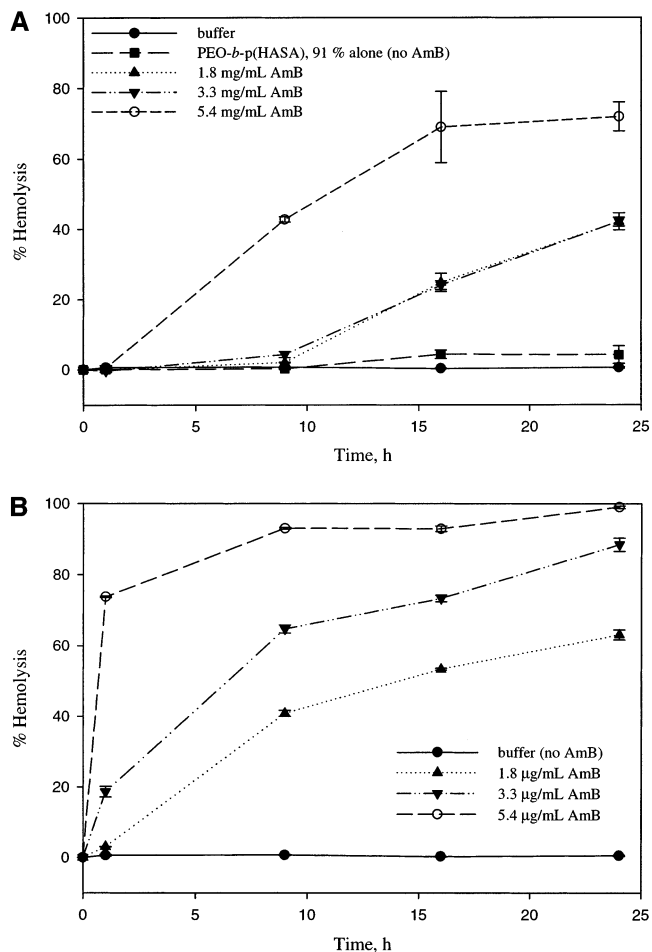 A
100
80
60
40
20
0
% Hemolysis
buffer
PEO-b-p(HASA), 91 % alone (no AmB)
1.8 mg/mL AmB
3.3 mg/mL AmB
5.4 mg/mL AmB
0 5 10 15 20 25
Time, h
B
100
80
60
40
20
0
% Hemolysis
buffer (no AmB)
1.8 µg/mL AmB
3.3 µg/mL AmB
5.4 µg/mL AmB
0 5 10 15 20 25
Time, h